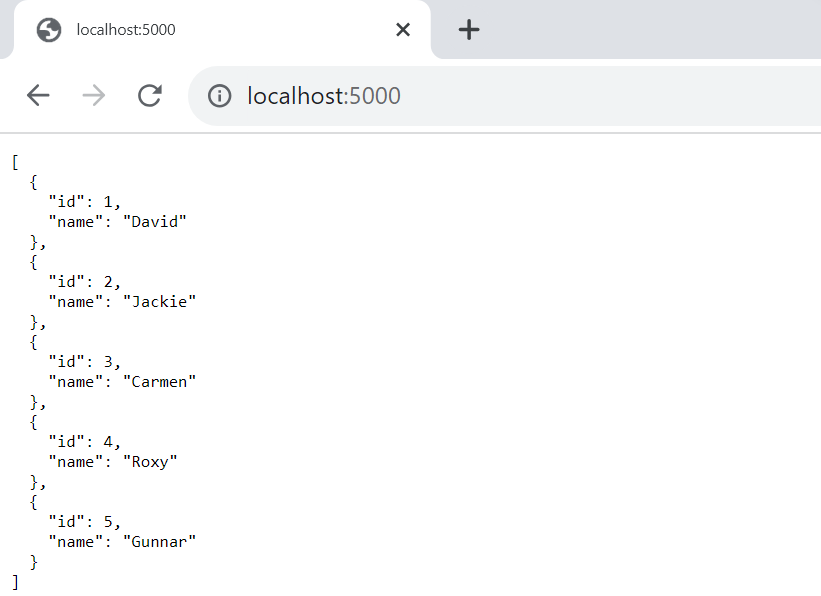 localhost:5000
localhost:5000
[
  {
    "id": 1,
    "name": "David"
  },
  {
    "id": 2,
    "name": "Jackie"
  },
  {
    "id": 3,
    "name": "Carmen"
  },
  {
    "id": 4,
    "name": "Roxy"
  },
  {
    "id": 5,
    "name": "Gunnar"
  }
]